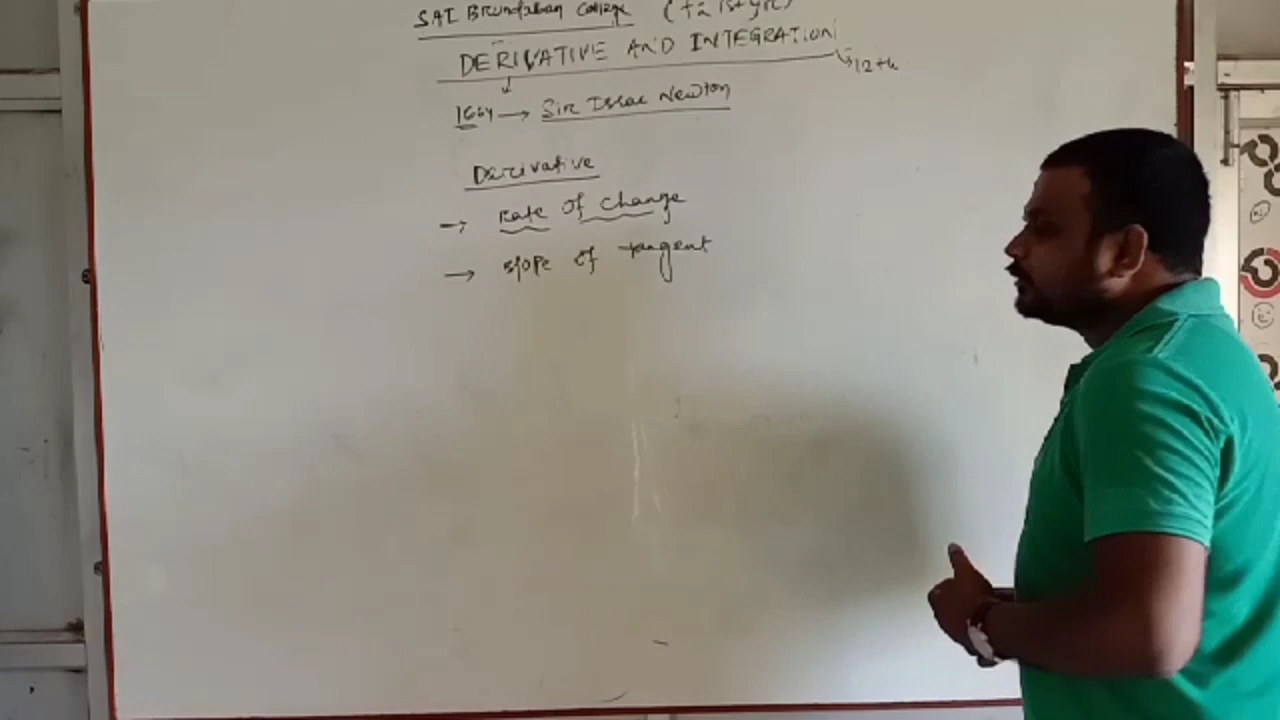 SAI Brundaban College (+2 1st yr)
DERIVATIVE AND INTEGRATION
12th
1664 → Sir Issac Newton
Derivative
→ Rate of change
→ slope of tangent